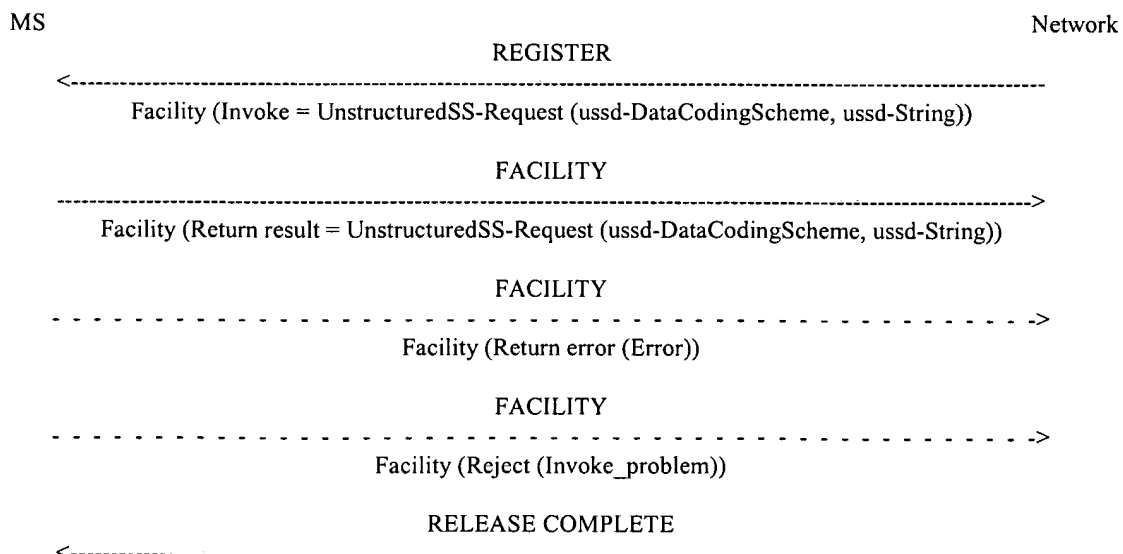 MS Network
REGISTER
<------------------------------------------------------------
Facility (Invoke = UnstructuredSS-Request (ussd-DataCodingScheme, ussd-String))
FACILITY
------------------------------------------------------------>
Facility (Return result = UnstructuredSS-Request (ussd-DataCodingScheme, ussd-String))
FACILITY
- - - - - - - - - - - - - - - - - - - - - - - - - - - - - ->
Facility (Return error (Error))
FACILITY
- - - - - - - - - - - - - - - - - - - - - - - - - - - - - ->
Facility (Reject (Invoke_problem))
RELEASE COMPLETE
<-------------